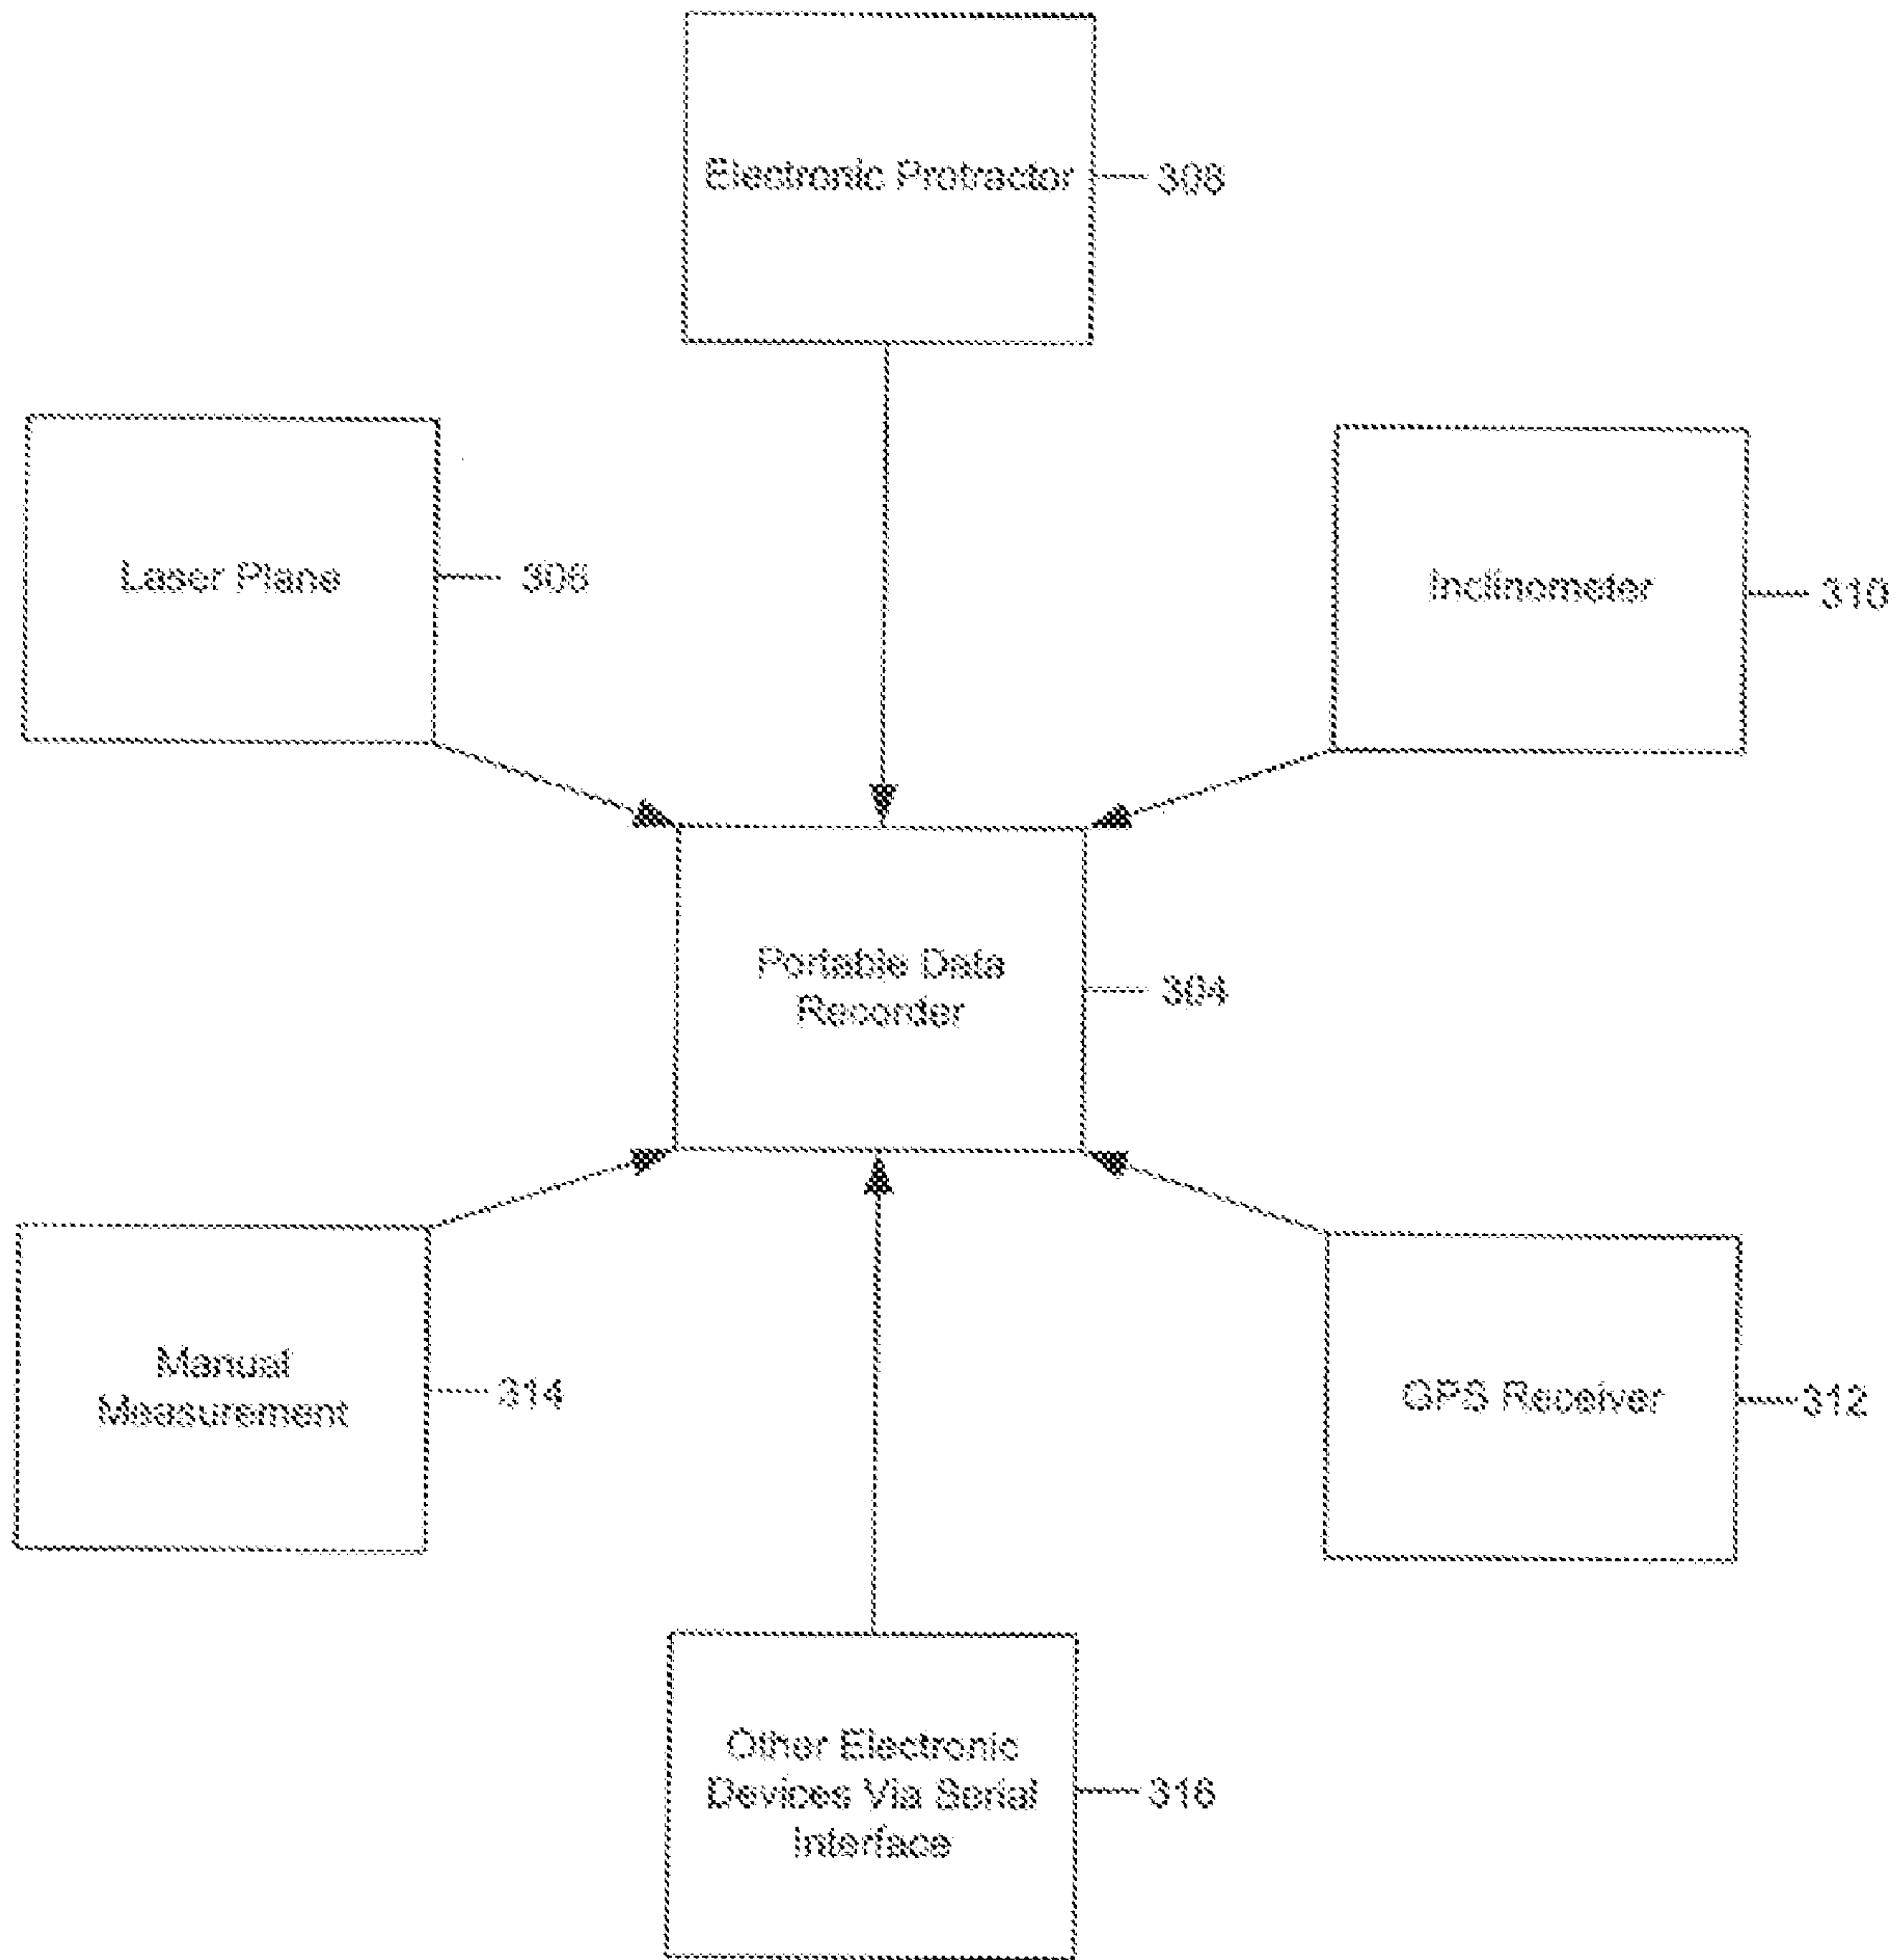 Electronic Protractor
308
Laser Plane
306
Inclinometer
310
Portable Data
Recorder
304
Manual
Measurement
314
GPS Receiver
312
Other Electronic
Devices Via Serial
Interface
316